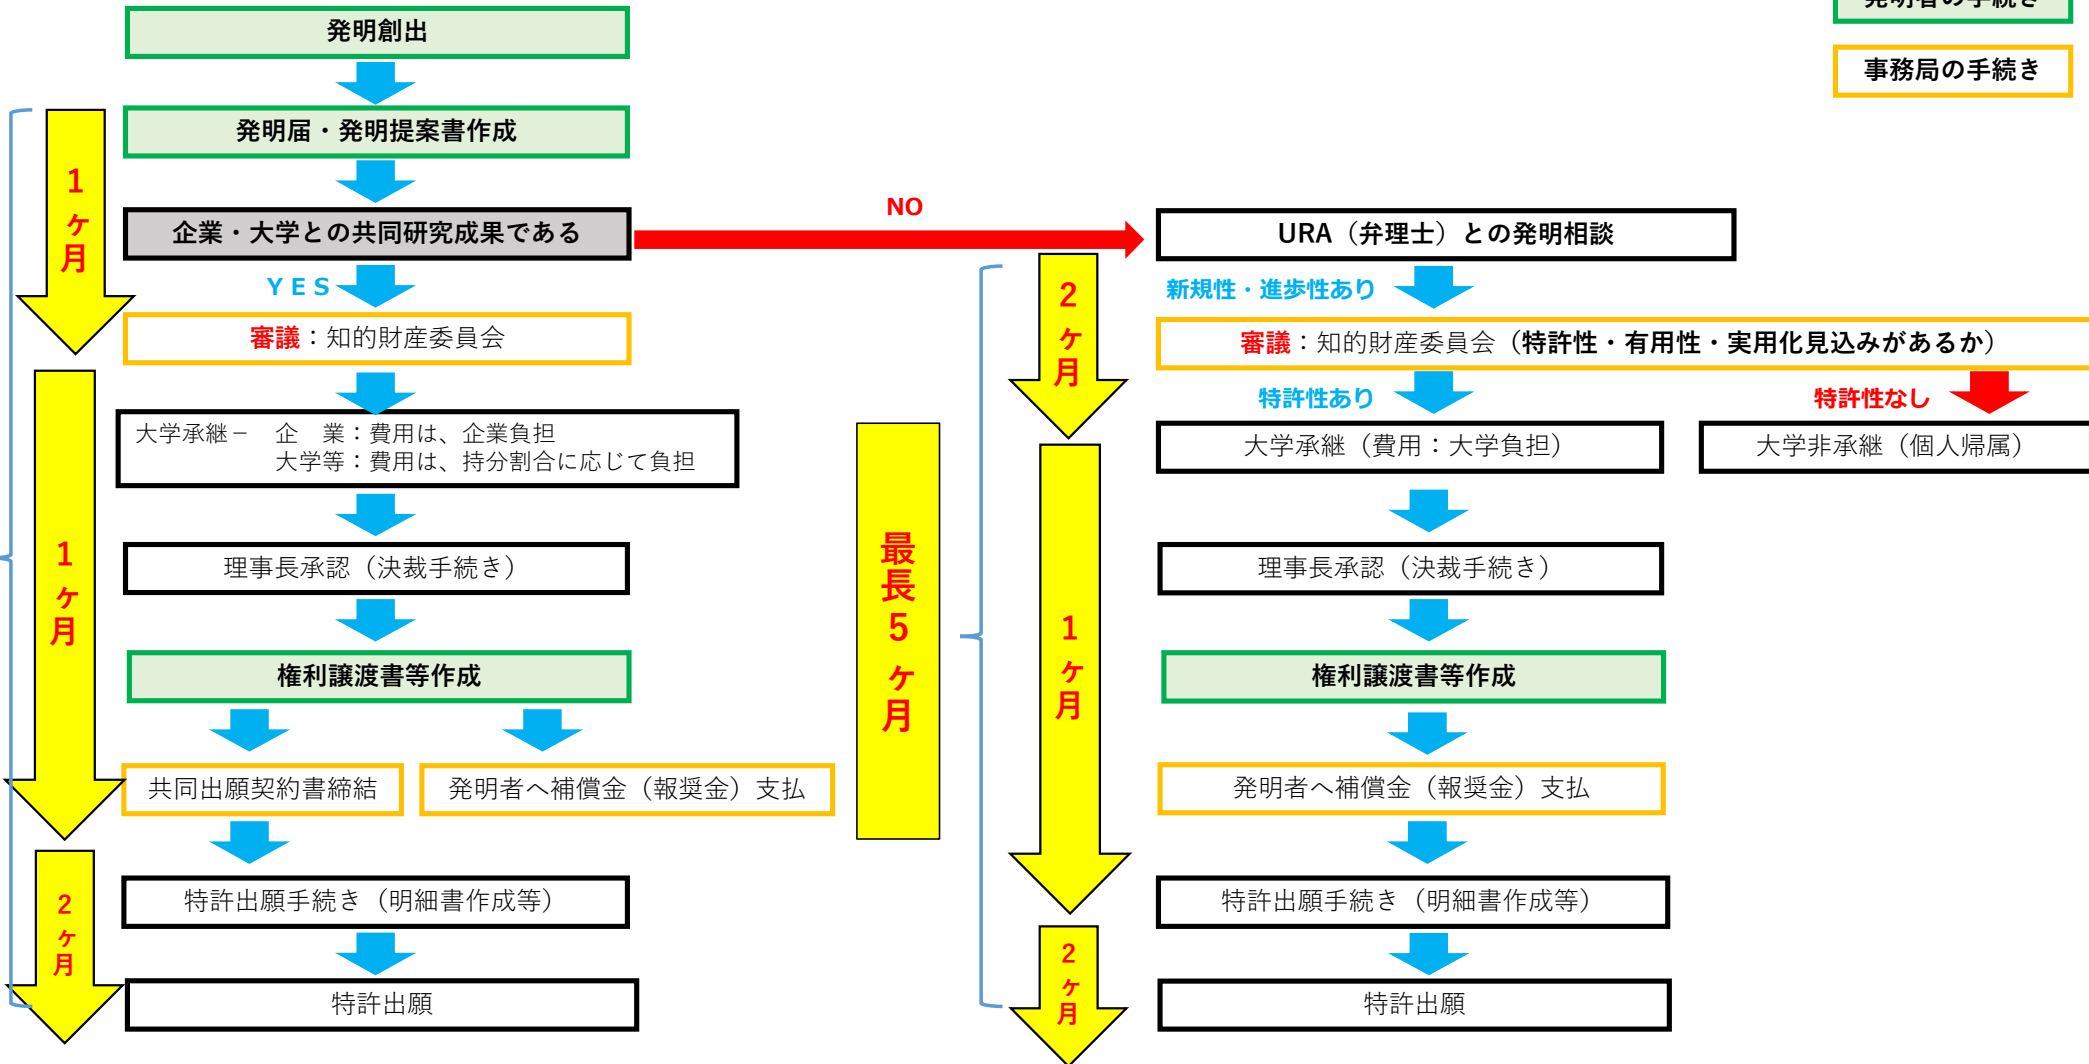 発明者の手続き
事務局の手続き
発明創出
発明届・発明提案書作成
企業・大学との共同研究成果である
YES
審議：知的財産委員会
大学承継－　企　業：費用は、企業負担
大学等：費用は、持分割合に応じて負担
理事長承認（決裁手続き）
権利譲渡書等作成
共同出願契約書締結
発明者へ補償金（報奨金）支払
特許出願手続き（明細書作成等）
特許出願
1ヶ月
1ヶ月
2ヶ月
NO
URA（弁理士）との発明相談
新規性・進歩性あり
審議：知的財産委員会（特許性・有用性・実用化見込みがあるか）
特許性あり
特許性なし
大学承継（費用：大学負担）
大学非承継（個人帰属）
理事長承認（決裁手続き）
権利譲渡書等作成
発明者へ補償金（報奨金）支払
特許出願手続き（明細書作成等）
特許出願
最長5ヶ月
2ヶ月
1ヶ月
2ヶ月